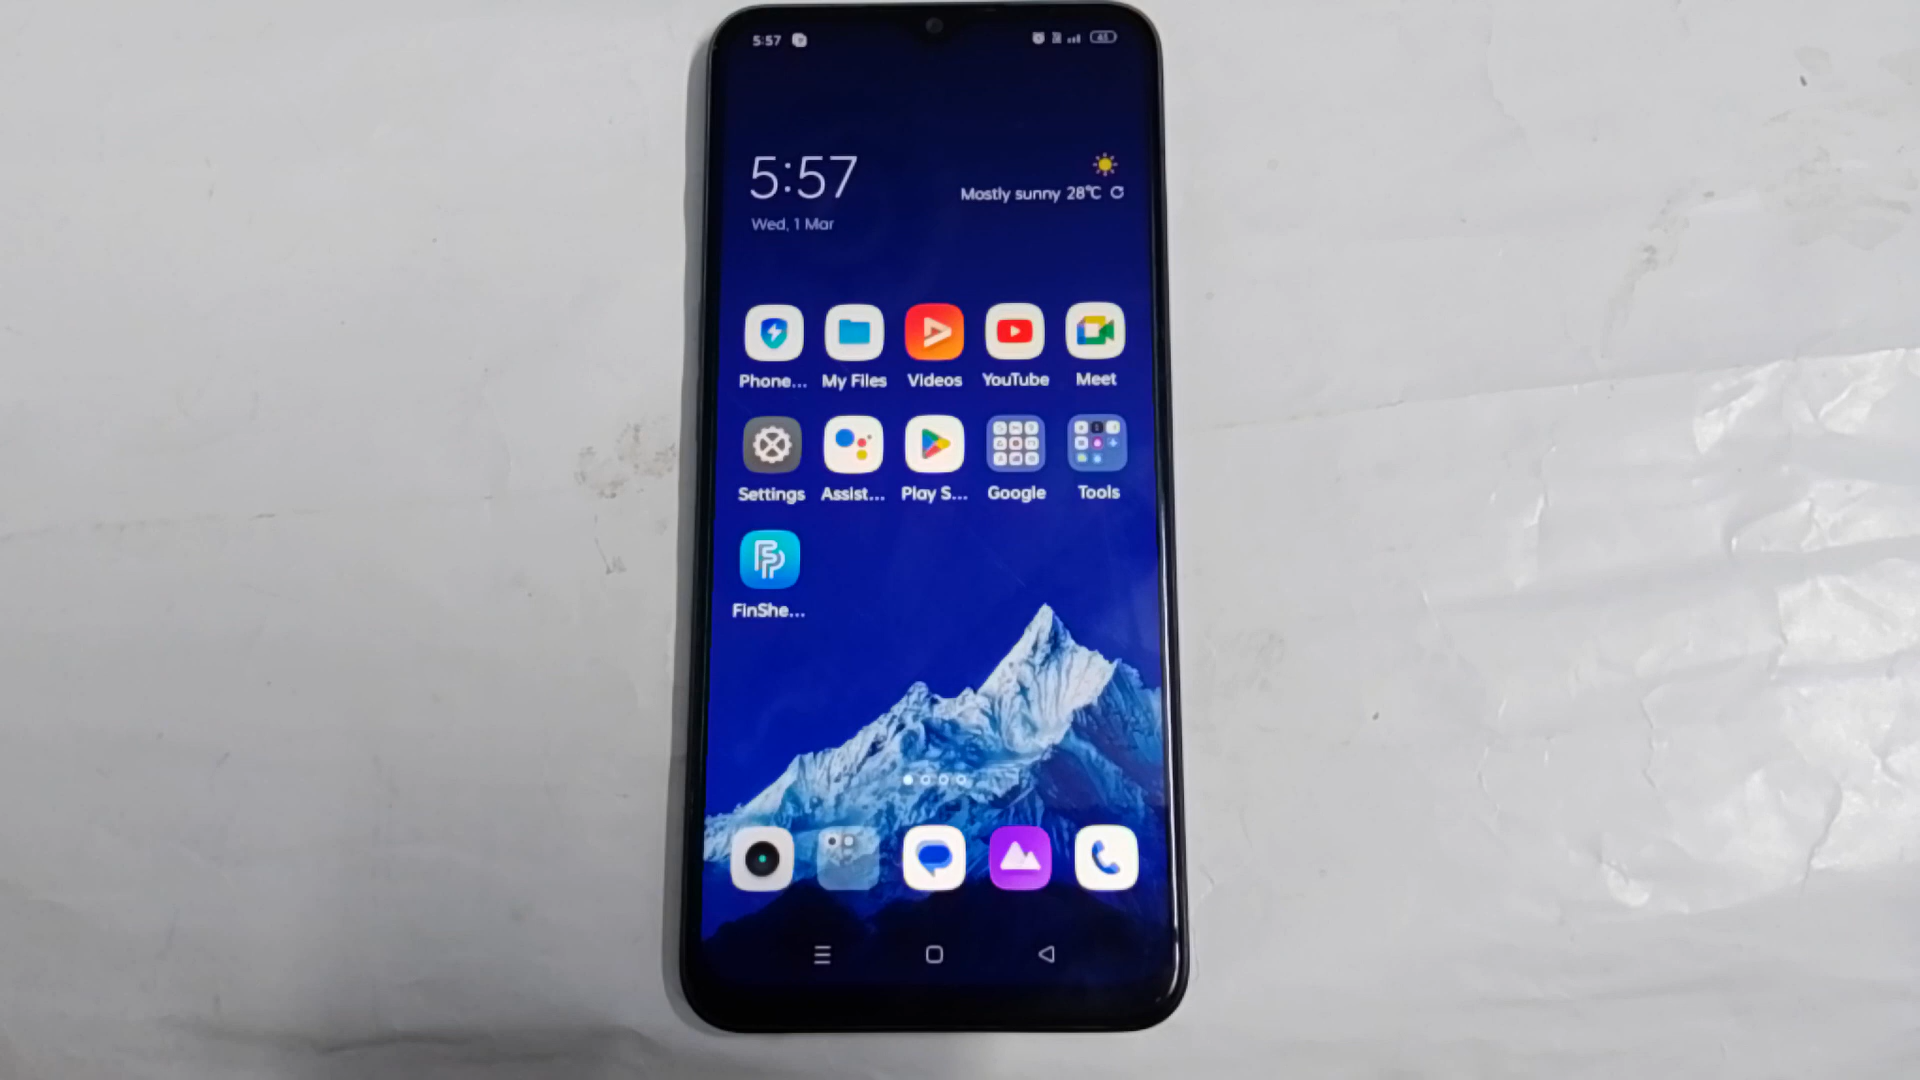 5:57
5:57
Mostly sunny 28°C
Wed, 1 Mar
Phone... My Files Videos YouTube Meet
Settings Assist... Play S... Google Tools
FinShe...